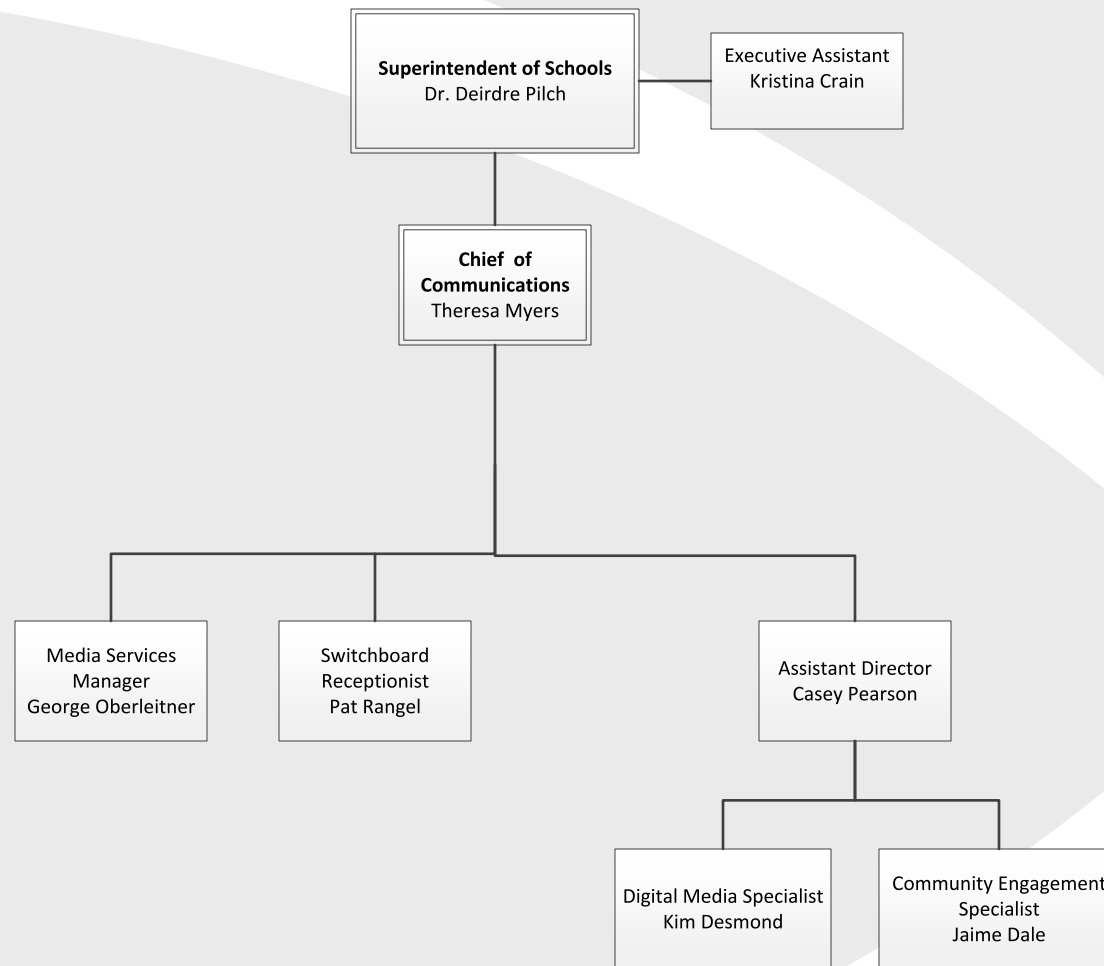 Superintendent of Schools
Dr. Deirdre Pilch
Executive Assistant
Kristina Crain
Chief of
Communications
Theresa Myers
Media Services
Manager
George Oberleitner
Switchboard
Receptionist
Pat Rangel
Assistant Director
Casey Pearson
Digital Media Specialist
Kim Desmond
Community Engagement
Specialist
Jaime Dale